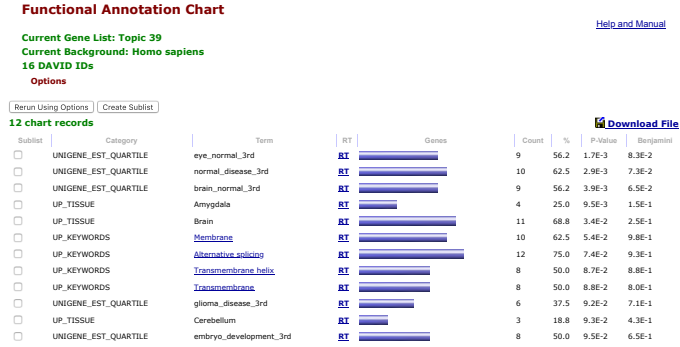 Functional Annotation Chart
Help and Manual
Current Gene List: Topic 39
Current Background: Homo sapiens
16 DAVID IDs
Options
Rerun Using Options Create Sublist
12 chart records Download File
Sublist Category Term RT Genes Count % P-Value Benjamini
UNIGENE_EST_QUARTILE eye_normal_3rd RT 9 56.2 1.7E-3 8.3E-2
UNIGENE_EST_QUARTILE normal_disease_3rd RT 10 62.5 2.9E-3 7.3E-2
UNIGENE_EST_QUARTILE brain_normal_3rd RT 9 56.2 3.9E-3 6.5E-2
UP_TISSUE Amygdala RT 4 25.0 9.5E-3 1.5E-1
UP_TISSUE Brain RT 11 68.8 3.4E-2 2.5E-1
UP_KEYWORDS Membrane RT 10 62.5 5.4E-2 9.8E-1
UP_KEYWORDS Alternative splicing RT 12 75.0 7.4E-2 9.3E-1
UP_KEYWORDS Transmembrane helix RT 8 50.0 8.7E-2 8.8E-1
UP_KEYWORDS Transmembrane RT 8 50.0 8.8E-2 8.0E-1
UNIGENE_EST_QUARTILE glioma_disease_3rd RT 6 37.5 9.2E-2 7.1E-1
UP_TISSUE Cerebellum RT 3 18.8 9.3E-2 4.3E-1
UNIGENE_EST_QUARTILE embryo_development_3rd RT 8 50.0 9.5E-2 6.5E-1